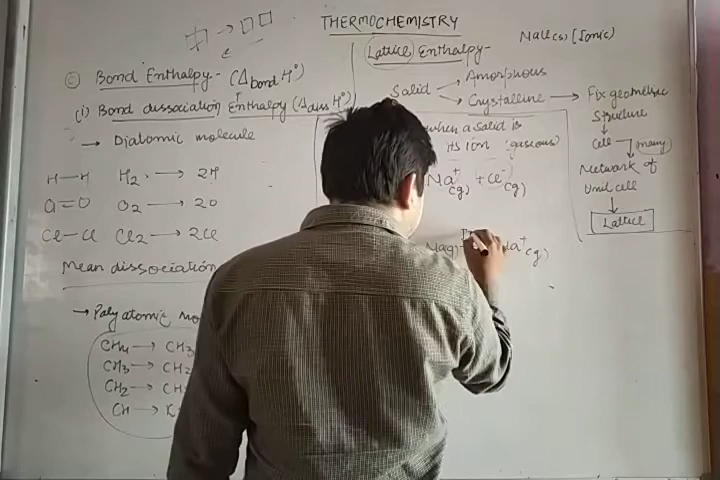 THERMOCHEMISTRY
e
(c) Bond Enthalpy - (ΔbondH°)
(i) Bond dissociation Enthalpy (ΔdissH°)
→ Diatomic molecule
H—H H₂ → 2H
O=O O₂ → 2O
Cl—Cl Cl₂ → 2Cl
Mean dissociation
→ Polyatomic
CH₄ → CH₃
CH₃ → CH₂
CH₂ →
CH →
Lattice Enthalpy-
NaCl(s) (Ionic)
Solid → Amorphous
→ Crystalline → Fix geometric
Structure
Cell → many
Network of
Unit cell
Lattice
when a solid is
its ion (gaseous)
Na⁺(g) + Cl⁻(g)
Na(g) → Na⁺(g)